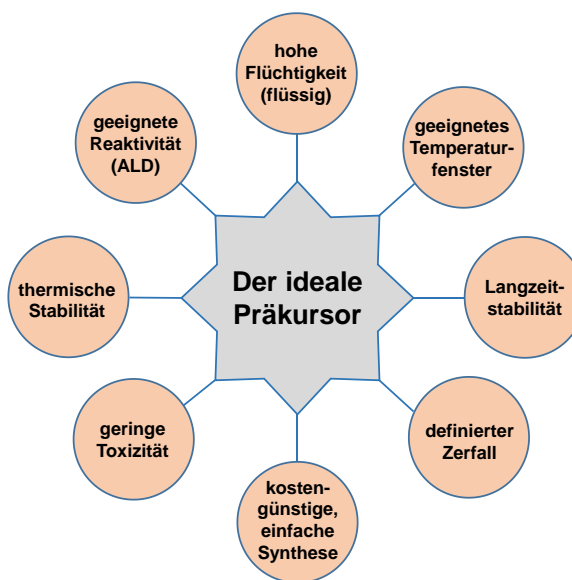 hohe
Flüchtigkeit
(flüssig)
geeignetes
Temperatur-
fenster
Langzeit-
stabilität
definierter
Zerfall
kosten-
günstige,
einfache
Synthese
geringe
Toxizität
thermische
Stabilität
geeignete
Reaktivität
(ALD)
Der ideale
Präkursor